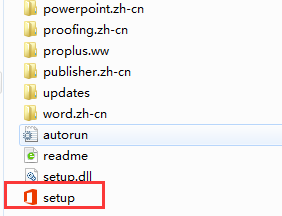 powerpoint.zh-cn
proofing.zh-cn
proplus.ww
publisher.zh-cn
updates
word.zh-cn
autorun
readme
setup.dll
setup